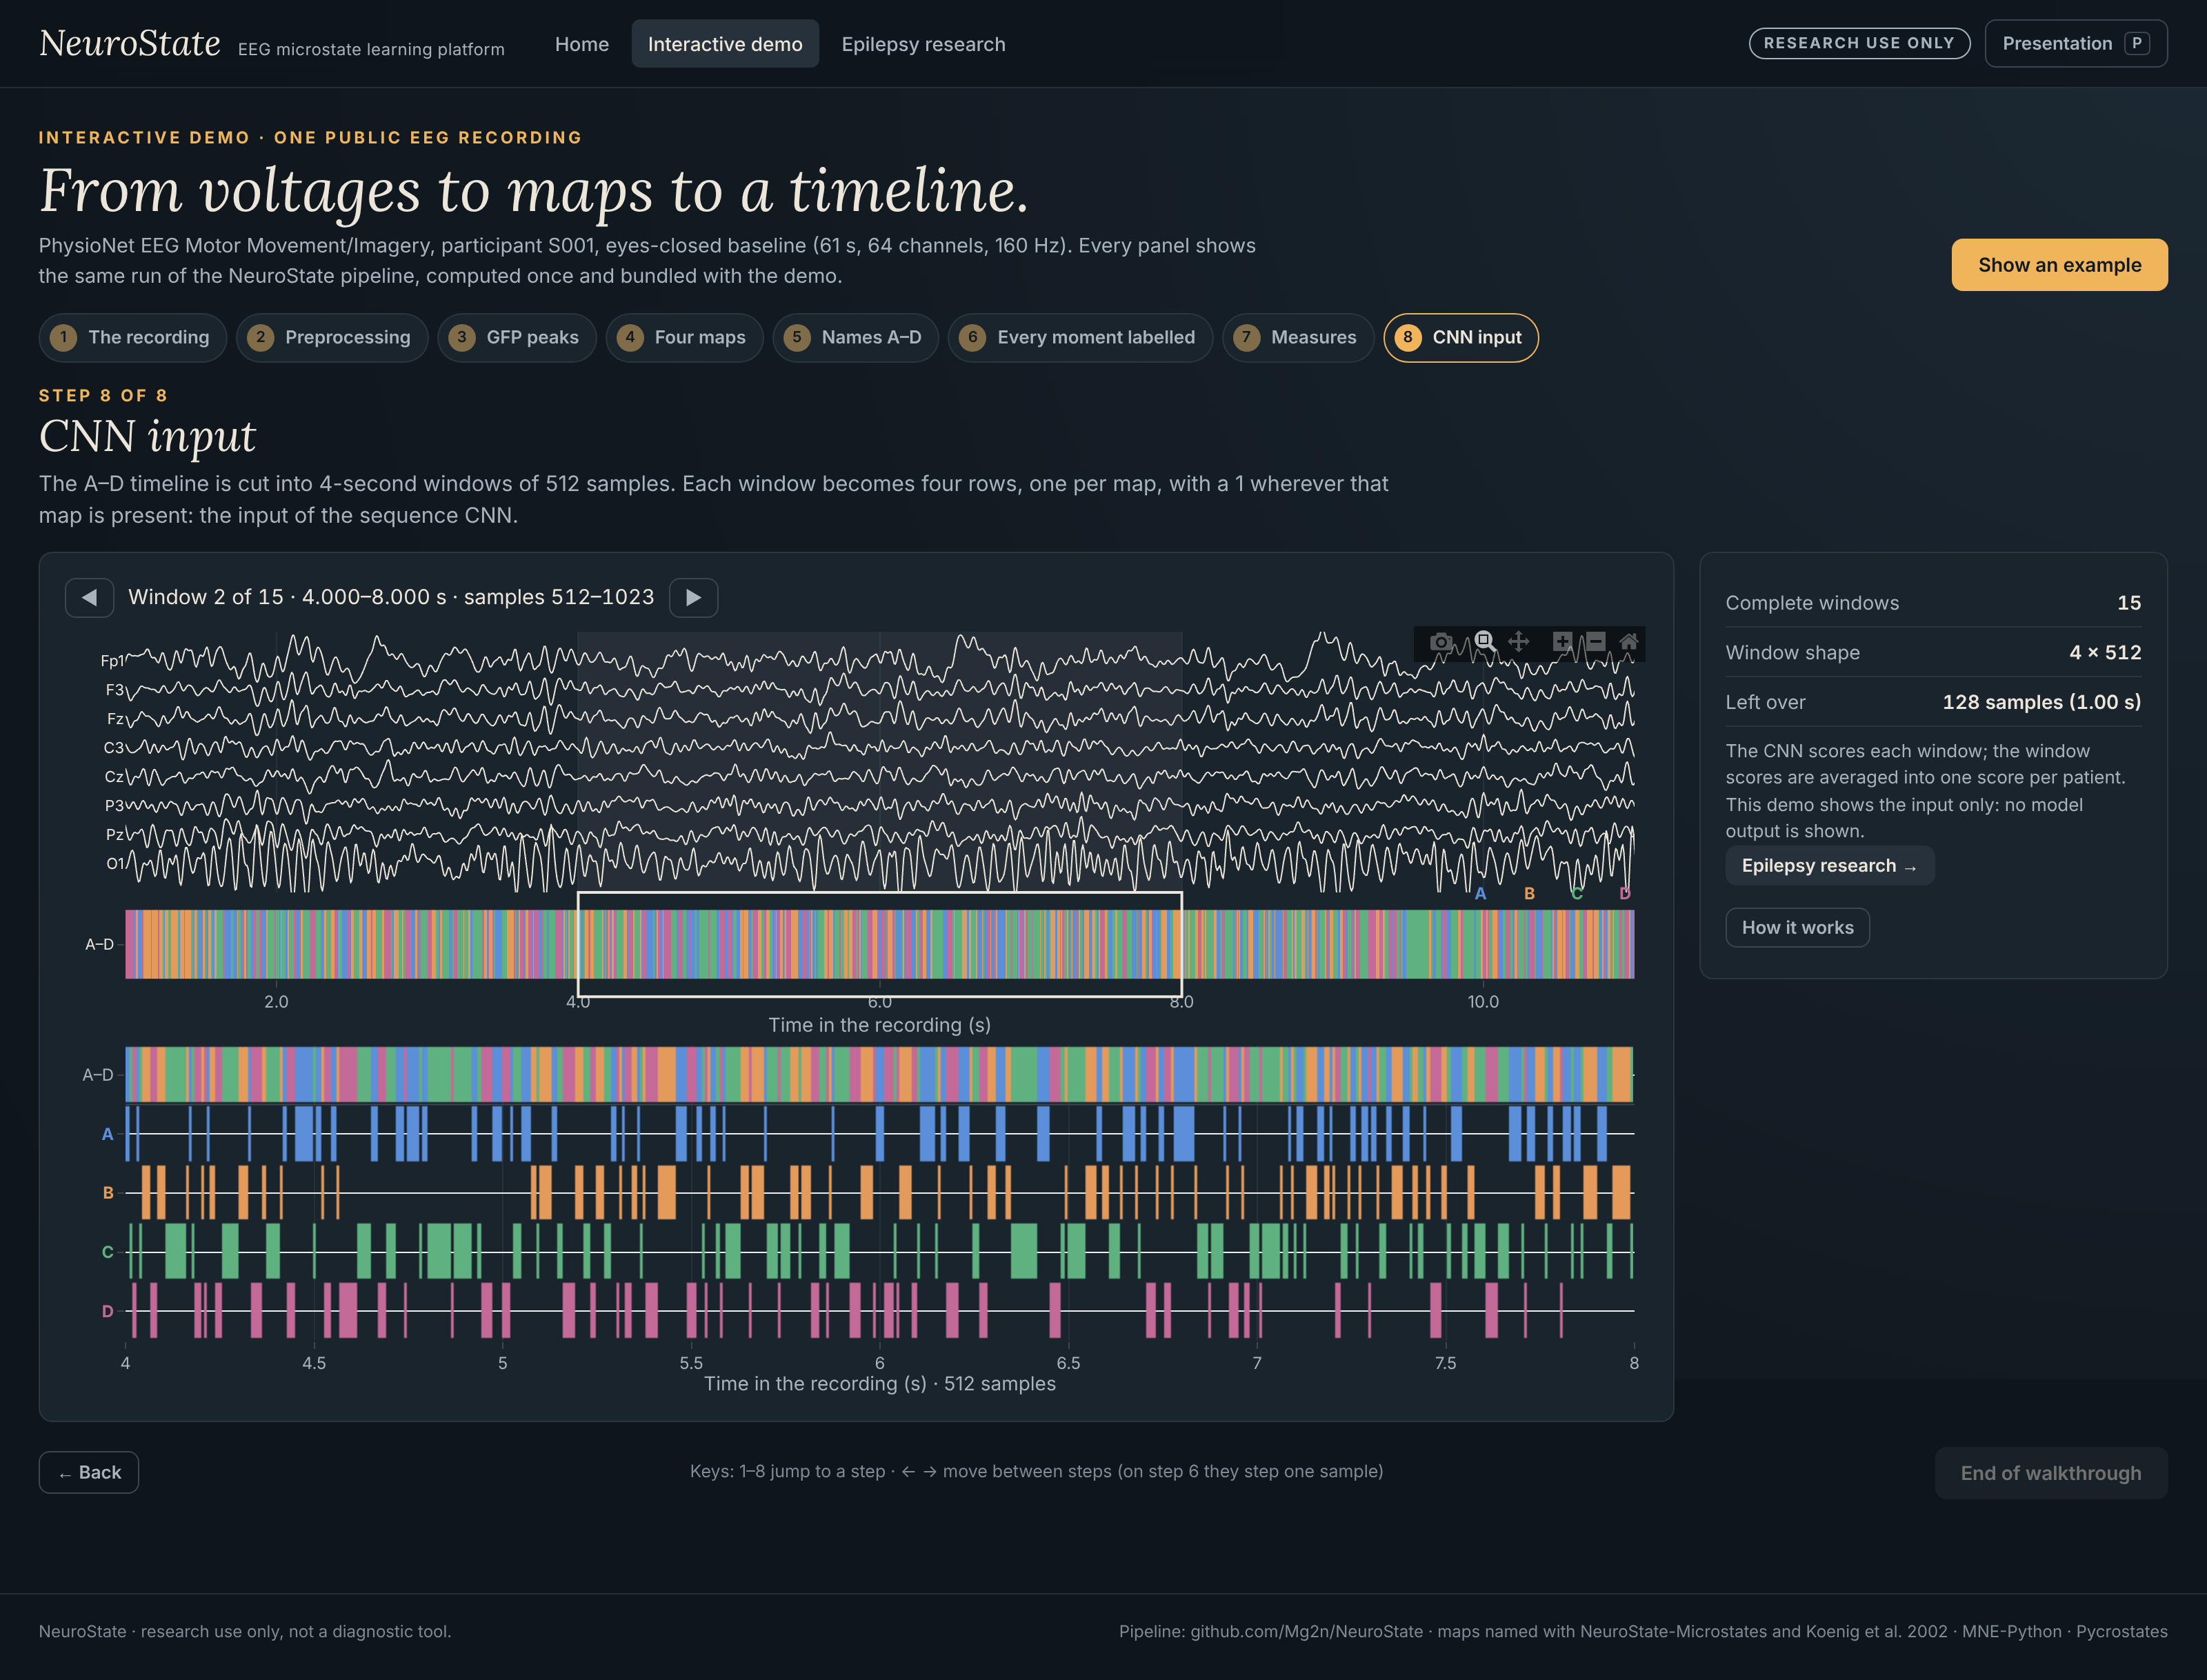 NeuroState EEG microstate learning platform Home Interactive demo Epilepsy research RESEARCH USE ONLY Presentation P
INTERACTIVE DEMO · ONE PUBLIC EEG RECORDING
From voltages to maps to a timeline.
PhysioNet EEG Motor Movement/Imagery, participant S001, eyes-closed baseline (61 s, 64 channels, 160 Hz). Every panel shows
the same run of the NeuroState pipeline, computed once and bundled with the demo.
Show an example
1 The recording 2 Preprocessing 3 GFP peaks 4 Four maps 5 Names A–D 6 Every moment labelled 7 Measures 8 CNN input
STEP 8 OF 8
CNN input
The A–D timeline is cut into 4-second windows of 512 samples. Each window becomes four rows, one per map, with a 1 wherever that
map is present: the input of the sequence CNN.
◀ Window 2 of 15 · 4.000–8.000 s · samples 512–1023 ▶
Fp1
F3
Fz
C3
Cz
P3
Pz
O1
A B C D
A–D
2.0 4.0 6.0 8.0 10.0
Time in the recording (s)
A–D
A
B
C
D
4 4.5 5 5.5 6 6.5 7 7.5 8
Time in the recording (s) · 512 samples
Complete windows 15
Window shape 4 × 512
Left over 128 samples (1.00 s)
The CNN scores each window; the window
scores are averaged into one score per patient.
This demo shows the input only: no model
output is shown.
Epilepsy research →
How it works
← Back
Keys: 1–8 jump to a step · ← → move between steps (on step 6 they step one sample)
End of walkthrough
NeuroState · research use only, not a diagnostic tool.
Pipeline: github.com/Mg2n/NeuroState · maps named with NeuroState-Microstates and Koenig et al. 2002 · MNE-Python · Pycrostates